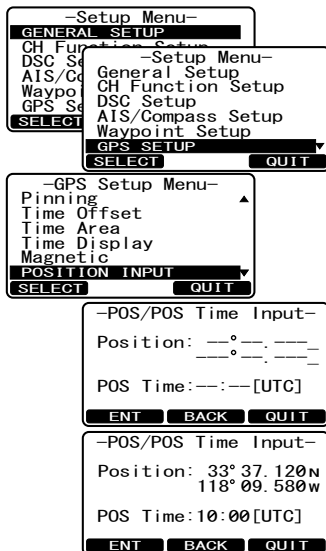 -Setup Menu-
GENERAL SETUP
CH Function Setup
DSC Se
AIS/Co
Waypoi
GPS Se
SELECT
-Setup Menu-
General Setup
CH Function Setup
DSC Setup
AIS/Compass Setup
Waypoint Setup
GPS SETUP
SELECT QUIT
-GPS Setup Menu-
Pinning
Time Offset
Time Area
Time Display
Magnetic
POSITION INPUT
SELECT QUIT
-POS/POS Time Input-
Position: --°--.---_
---°--.---_
POS Time:--:--[UTC]
ENT BACK QUIT
-POS/POS Time Input-
Position: 33°37.120N
118°09.580W
POS Time:10:00[UTC]
ENT BACK QUIT